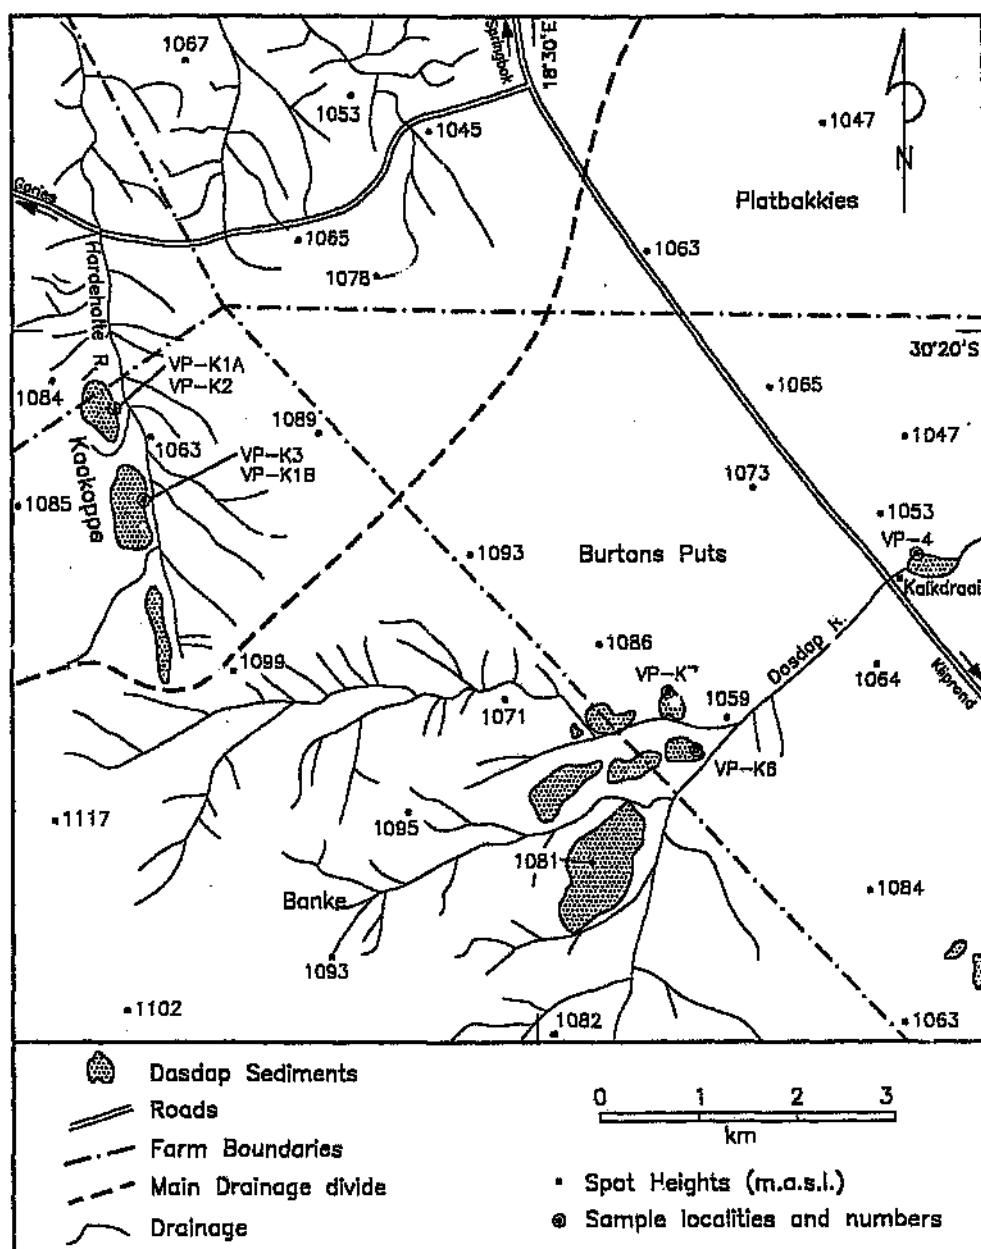 1067
Springbok
18°30'E
1053
1045
1047
N
Garies
Platbakkies
1065
1063
1078
Hardeholte R.
30°20'S
VP-K1A
1084
VP-K2
1065
1089
1063
1047
Kaokoppe
VP-K3
VP-K1B
1073
1085
1053
VP-4
1093
Burtons Puts
Kalkdraai
1086
Dasdap R.
1099
1064
Kliprand
1071
1059
VP-K6
1117
1095
1081
Banke
1084
1093
1102
1082
1063
Dasdap Sediments
Roads
Farm Boundaries
Main Drainage divide
Drainage
0 1 2 3
km
Spot Heights (m.a.s.l.)
Sample localities and numbers